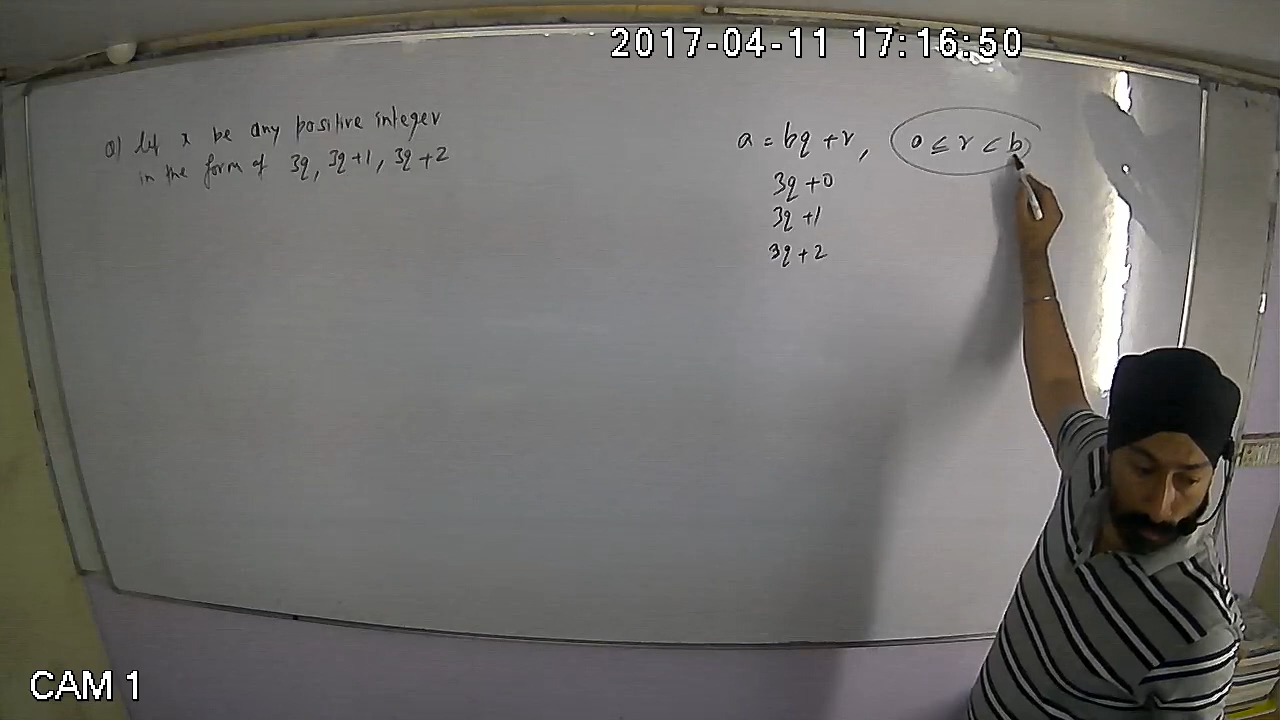 2017-04-11 17:16:50
Q) let x be any positive integer
in the form of 3q, 3q+1, 3q+2
a = bq + r, 0 ≤ r < b
3q + 0
3q + 1
3q + 2
CAM 1